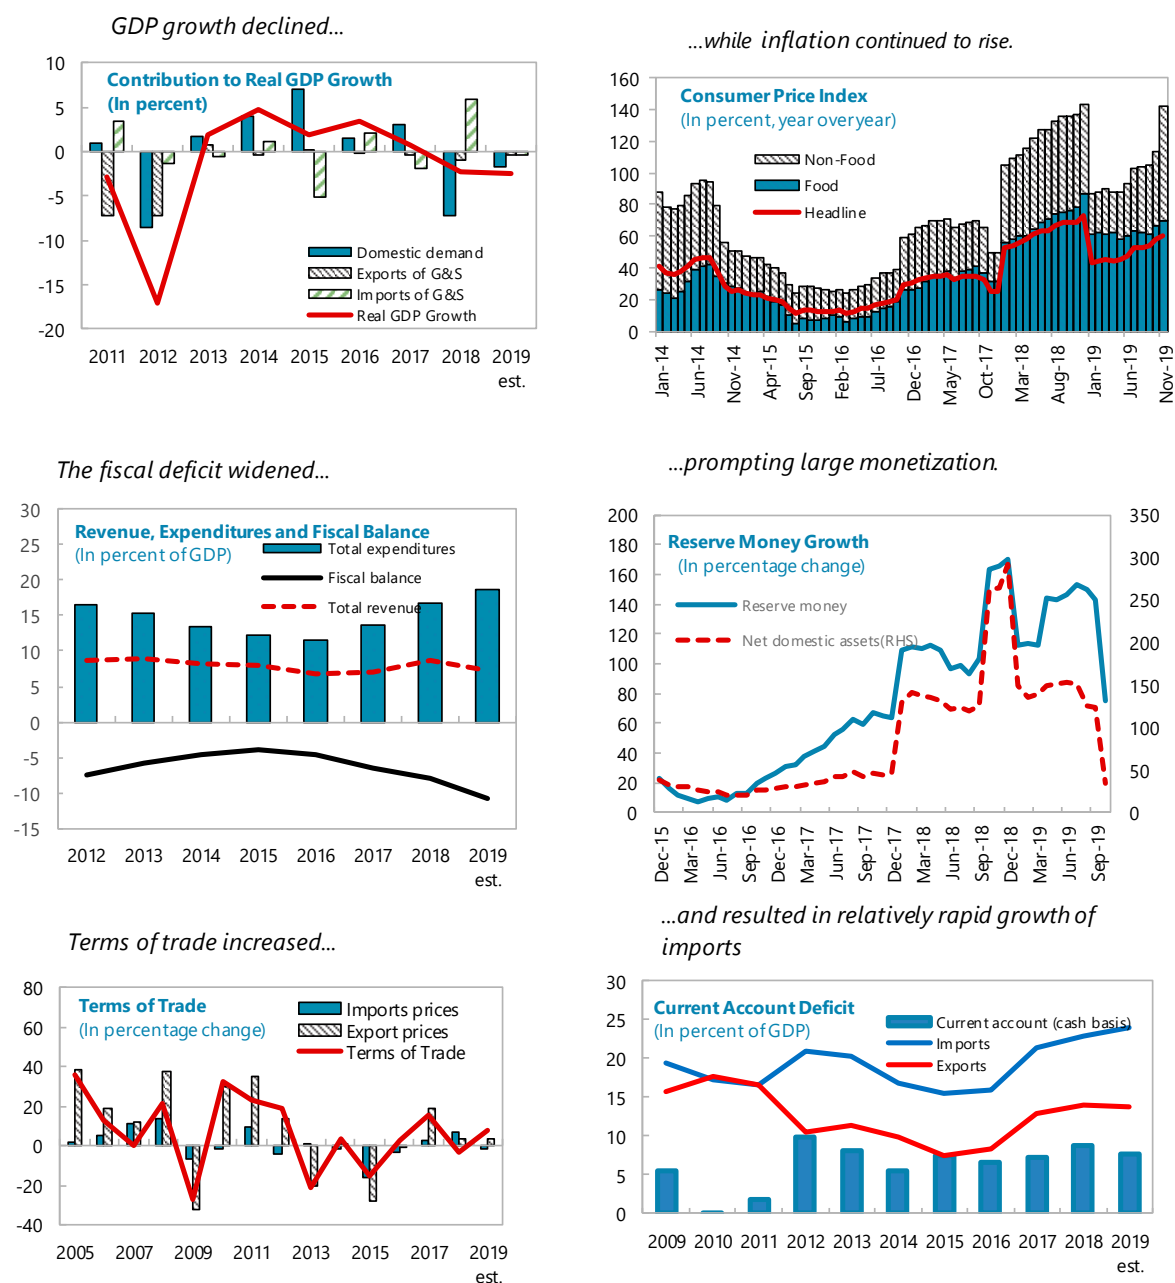 GDP growth declined...
10
5
0
-5
-10
-15
-20
Contribution to Real GDP Growth
(In percent)
Domestic demand
Exports of G&S
Imports of G&S
Real GDP Growth
2011 2012 2013 2014 2015 2016 2017 2018 2019
est.
...while inflation continued to rise.
160
140
120
100
80
60
40
20
0
Consumer Price Index
(In percent, year over year)
Non-Food
Food
Headline
Jan-14
Jun-14
Nov-14
Apr-15
Sep-15
Feb-16
Jul-16
Dec-16
May-17
Oct-17
Mar-18
Aug-18
Jan-19
Jun-19
Nov-19
The fiscal deficit widened...
30
25
20
15
10
5
0
-5
-10
-15
Revenue, Expenditures and Fiscal Balance
(In percent of GDP)
Total expenditures
Fiscal balance
Total revenue
2012 2013 2014 2015 2016 2017 2018 2019
est.
...prompting large monetization.
200
180
160
140
120
100
80
60
40
20
0
Reserve Money Growth
(In percentage change)
Reserve money
Net domestic assets(RHS)
350
300
250
200
150
100
50
0
Dec-15
Mar-16
Jun-16
Sep-16
Dec-16
Mar-17
Jun-17
Sep-17
Dec-17
Mar-18
Jun-18
Sep-18
Dec-18
Mar-19
Jun-19
Sep-19
Terms of trade increased...
80
60
40
20
0
-20
-40
Terms of Trade
(In percentage change)
Imports prices
Export prices
Terms of Trade
2005 2007 2009 2011 2013 2015 2017 2019
est.
...and resulted in relatively rapid growth of
imports
30
25
20
15
10
5
0
Current Account Deficit
(In percent of GDP)
Current account (cash basis)
Imports
Exports
2009 2010 2011 2012 2013 2014 2015 2016 2017 2018 2019
est.